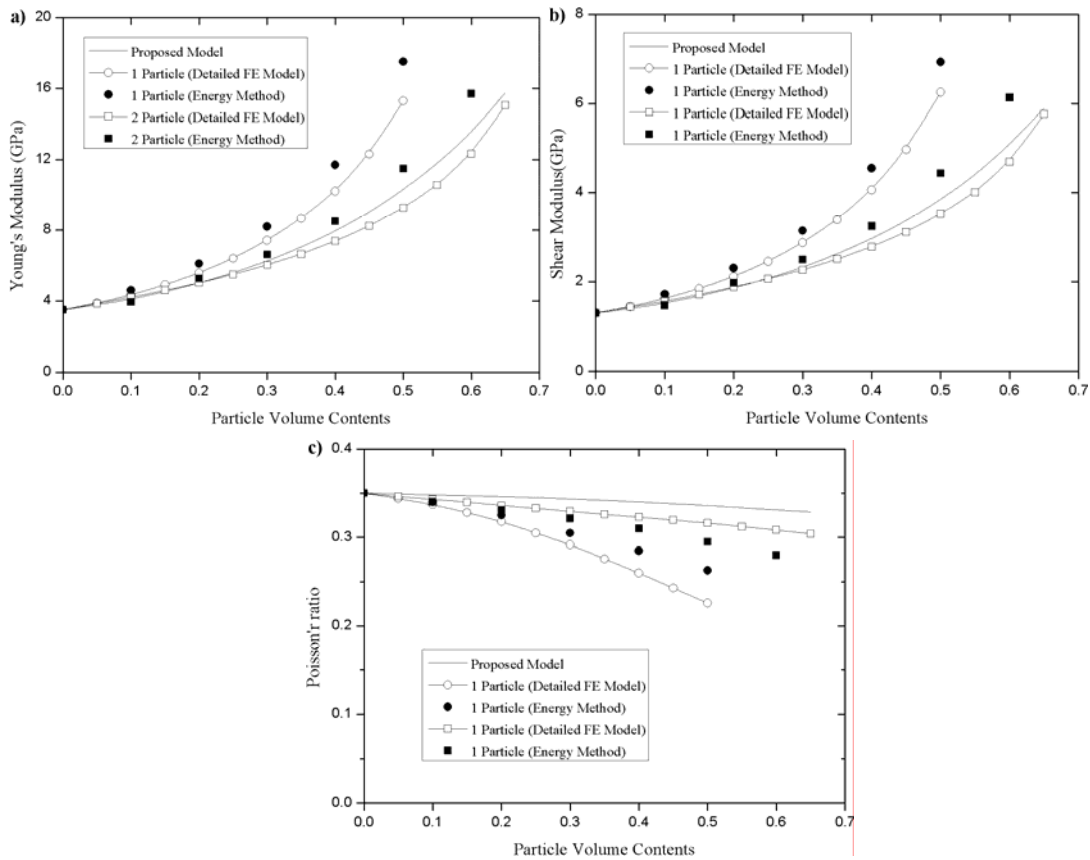 a)
20
16
12
8
4
0
Young's Modulus (GPa)
Proposed Model
1 Particle (Detailed FE Model)
1 Particle (Energy Method)
2 Particle (Detailed FE Model)
2 Particle (Energy Method)
0.0 0.1 0.2 0.3 0.4 0.5 0.6 0.7
Particle Volume Contents
b)
8
6
4
2
0
Shear Modulus(GPa)
Proposed Model
1 Particle (Detailed FE Model)
1 Particle (Energy Method)
1 Particle (Detailed FE Model)
1 Particle (Energy Method)
0.0 0.1 0.2 0.3 0.4 0.5 0.6 0.7
Particle Volume Contents
c)
0.4
0.3
0.2
0.1
0.0
Poisson'r ratio
Proposed Model
1 Particle (Detailed FE Model)
1 Particle (Energy Method)
1 Particle (Detailed FE Model)
1 Particle (Energy Method)
0.0 0.1 0.2 0.3 0.4 0.5 0.6 0.7
Particle Volume Contents